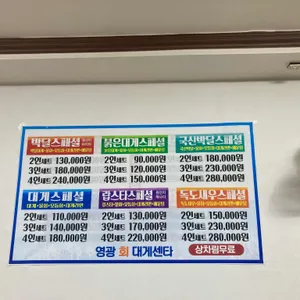 박달스페셜
2인세트 130,000원
3인세트 180,000원
4인세트 240,000원
붉은대게스페셜
2인세트 90,000원
3인세트 120,000원
4인세트 150,000원
국산박달스페셜
2인세트 180,000원
3인세트 230,000원
4인세트 280,000원
대게스페셜
2인세트 110,000원
3인세트 140,000원
4인세트 180,000원
랍스타스페셜
2인세트 130,000원
3인세트 170,000원
4인세트 220,000원
독도새우스페셜
2인세트 150,000원
3인세트 230,000원
4인세트 280,000원
영광 회 대게센타
상차림무료